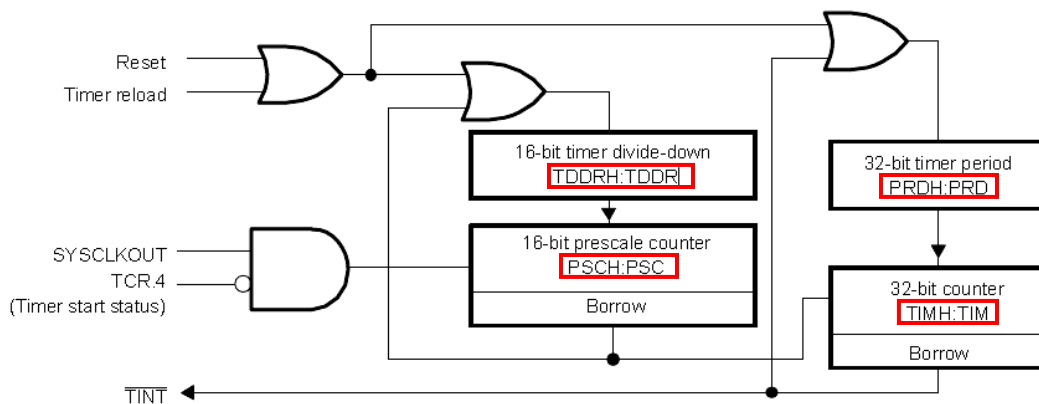 Reset
Timer reload
16-bit timer divide-down
TDDRH:TDDR
32-bit timer period
PRDH:PRD
SYSCLKOUT
TCR.4
(Timer start status)
16-bit prescale counter
PSCH:PSC
Borrow
32-bit counter
TIMH:TIM
Borrow
TINT